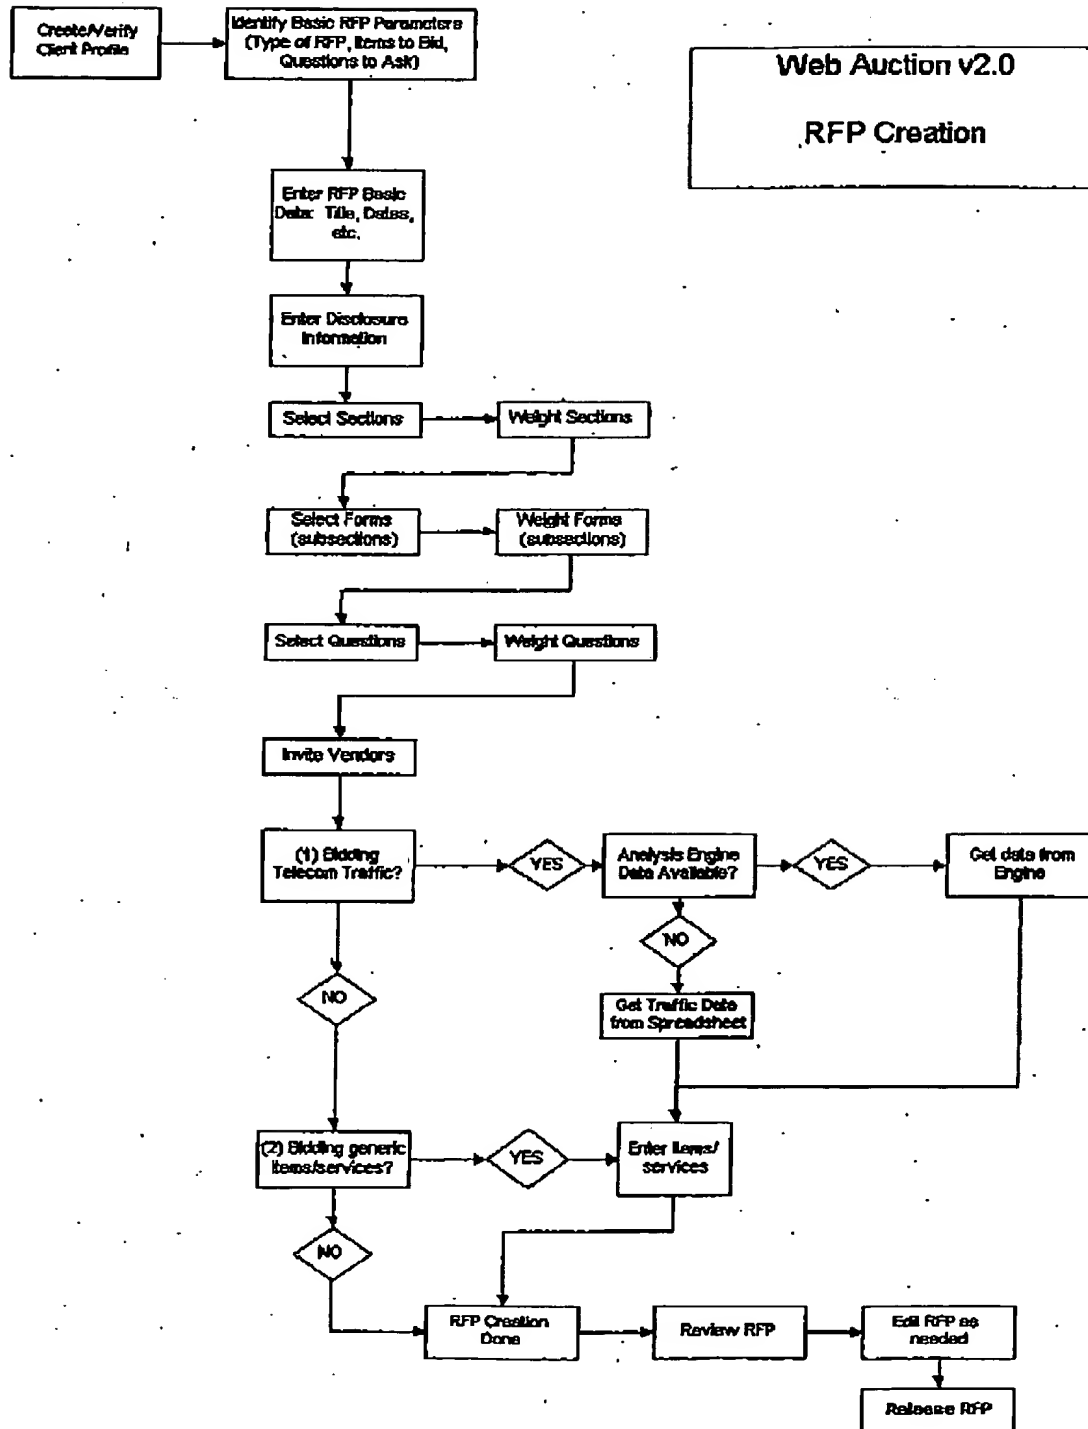 Create/Verify
Client Profile
Identify Basic RFP Parameters
(Type of RFP, Items to Bid,
Questions to Ask)
Web Auction v2.0
RFP Creation
Enter RFP Basic
Data: Title, Dates,
etc.
Enter Disclosure
Information
Select Sections
Weight Sections
Select Forms
(subsections)
Weight Forms
(subsections)
Select Questions
Weight Questions
Invite Vendors
(1) Bidding
Telecom Traffic?
YES
Analysis Engine
Data Available?
YES
Get data from
Engine
NO
NO
Get Traffic Data
from Spreadsheet
(2) Bidding generic
items/services?
YES
Enter items/
services
NO
RFP Creation
Done
Review RFP
Edit RFP as
needed
Release RFP